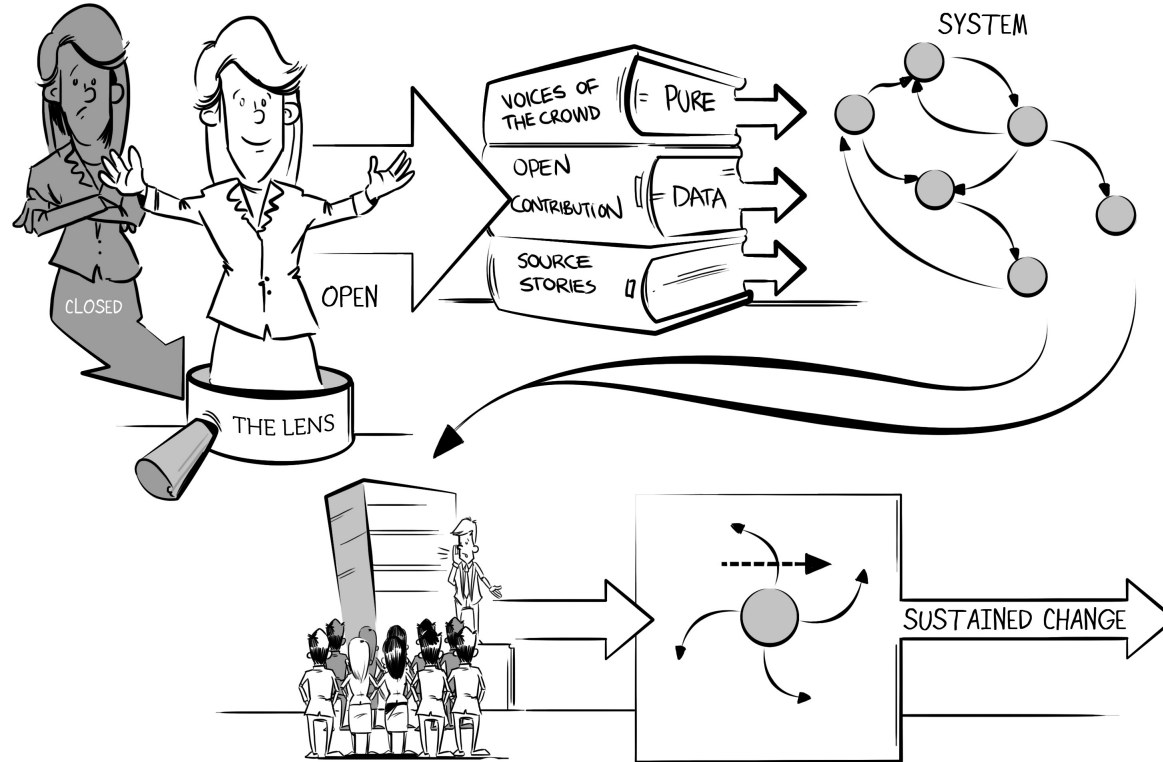 SYSTEM
VOICES OF
THE CROWD
PURE
OPEN
CONTRIBUTION
DATA
SOURCE
STORIES
CLOSED
OPEN
THE LENS
SUSTAINED CHANGE